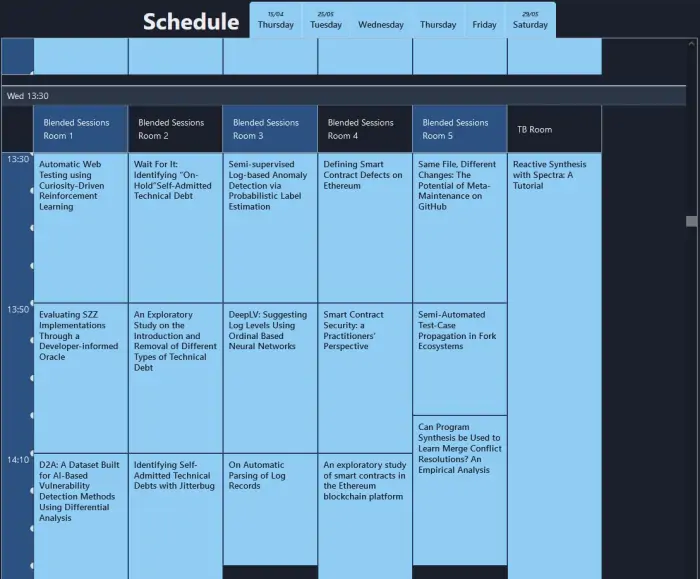 Schedule
15/04
Thursday
25/05
Tuesday
Wednesday
Thursday
Friday
29/05
Saturday
Wed 13:30
Blended Sessions
Room 1
Blended Sessions
Room 2
Blended Sessions
Room 3
Blended Sessions
Room 4
Blended Sessions
Room 5
TB Room
13:30
Automatic Web
Testing using
Curiosity-Driven
Reinforcement
Learning
Wait For It:
Identifying "On-
Hold"Self-Admitted
Technical Debt
Semi-supervised
Log-based Anomaly
Detection via
Probabilistic Label
Estimation
Defining Smart
Contract Defects on
Ethereum
Same File, Different
Changes: The
Potential of Meta-
Maintenance on
GitHub
Reactive Synthesis
with Spectra: A
Tutorial
13:50
Evaluating SZZ
Implementations
Through a
Developer-informed
Oracle
An Exploratory
Study on the
Introduction and
Removal of Different
Types of Technical
Debt
DeepLV: Suggesting
Log Levels Using
Ordinal Based
Neural Networks
Smart Contract
Security: a
Practitioners'
Perspective
Semi-Automated
Test-Case
Propagation in Fork
Ecosystems
Can Program
Synthesis be Used to
Learn Merge Conflict
Resolutions? An
Empirical Analysis
14:10
D2A: A Dataset Built
for AI-Based
Vulnerability
Detection Methods
Using Differential
Analysis
Identifying Self-
Admitted Technical
Debts with Jitterbug
On Automatic
Parsing of Log
Records
An exploratory study
of smart contracts in
the Ethereum
blockchain platform